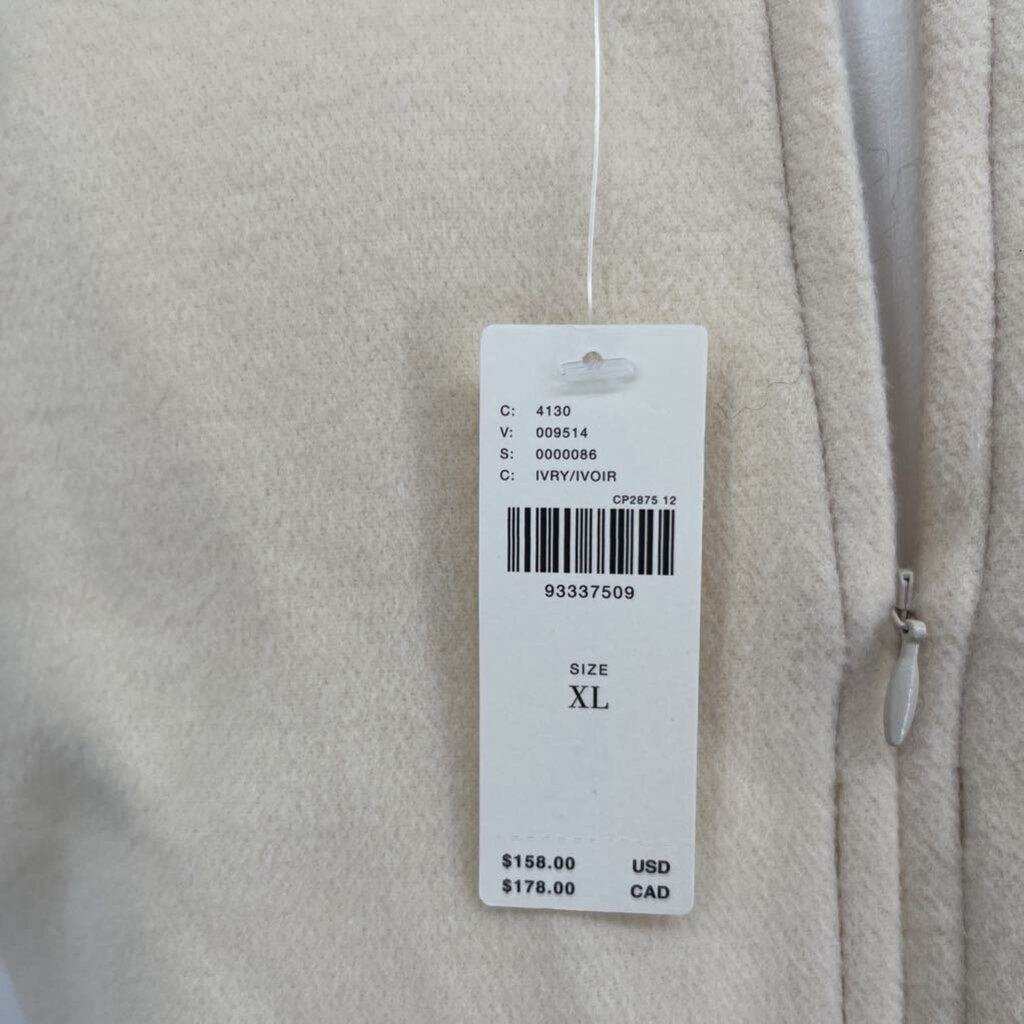 C: 4130
V: 009514
S: 0000086
C: IVRY/IVOIR
CP2875 12
93337509
SIZE
XL
$158.00 USD
$178.00 CAD